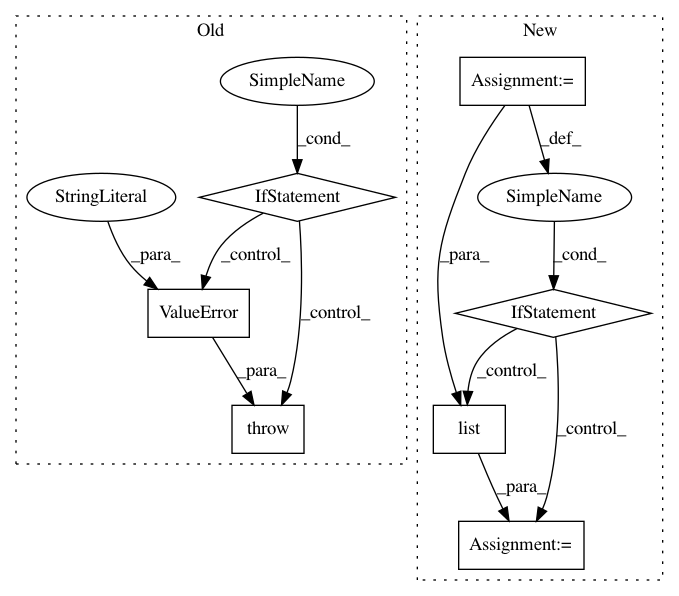 Old
New
SimpleName
Assignment:=
_cond_
_def_
StringLiteral
IfStatement
SimpleName
_para_
_control_
_para_
_cond_
ValueError
_control_
IfStatement
_para_
_control_
throw
list
_control_
_para_
Assignment:=